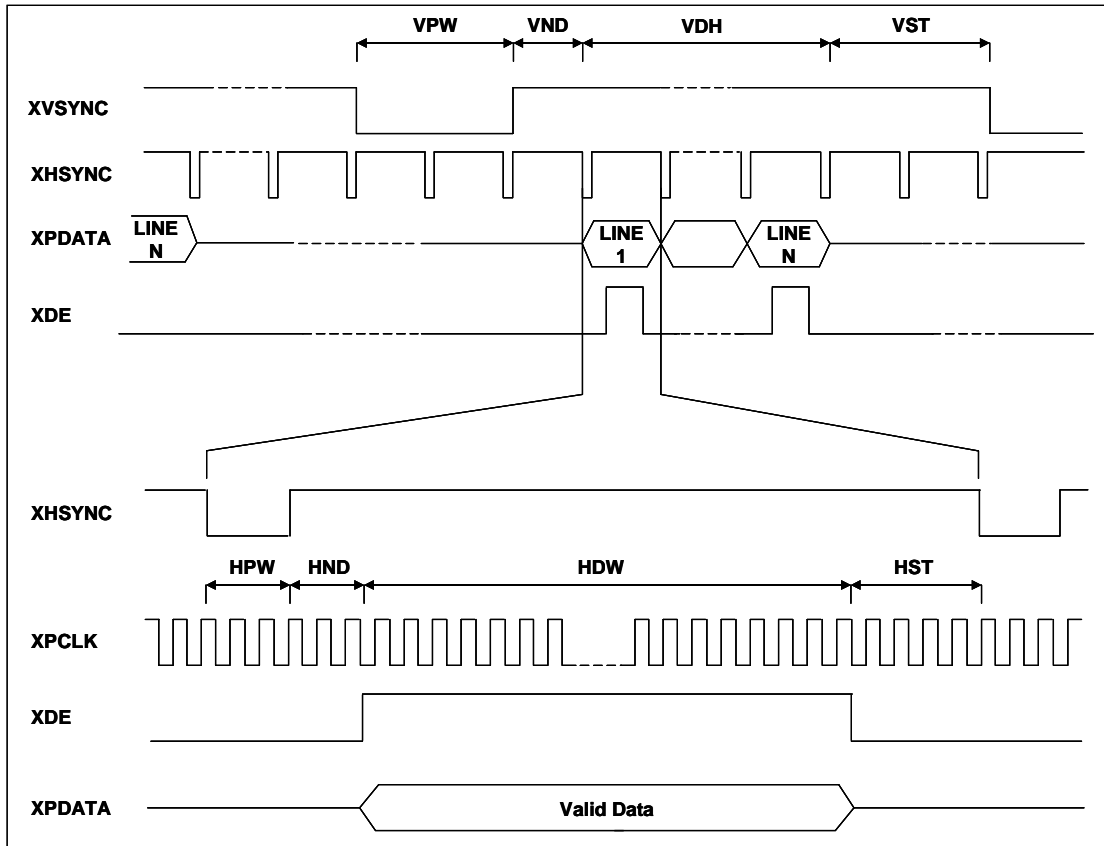 VPW VND VDH VST
XVSYNC
XHSYNC
XPDATA
LINE
N
LINE
1
LINE
N
XDE
XHSYNC
HPW HND HDW HST
XPCLK
XDE
XPDATA
Valid Data